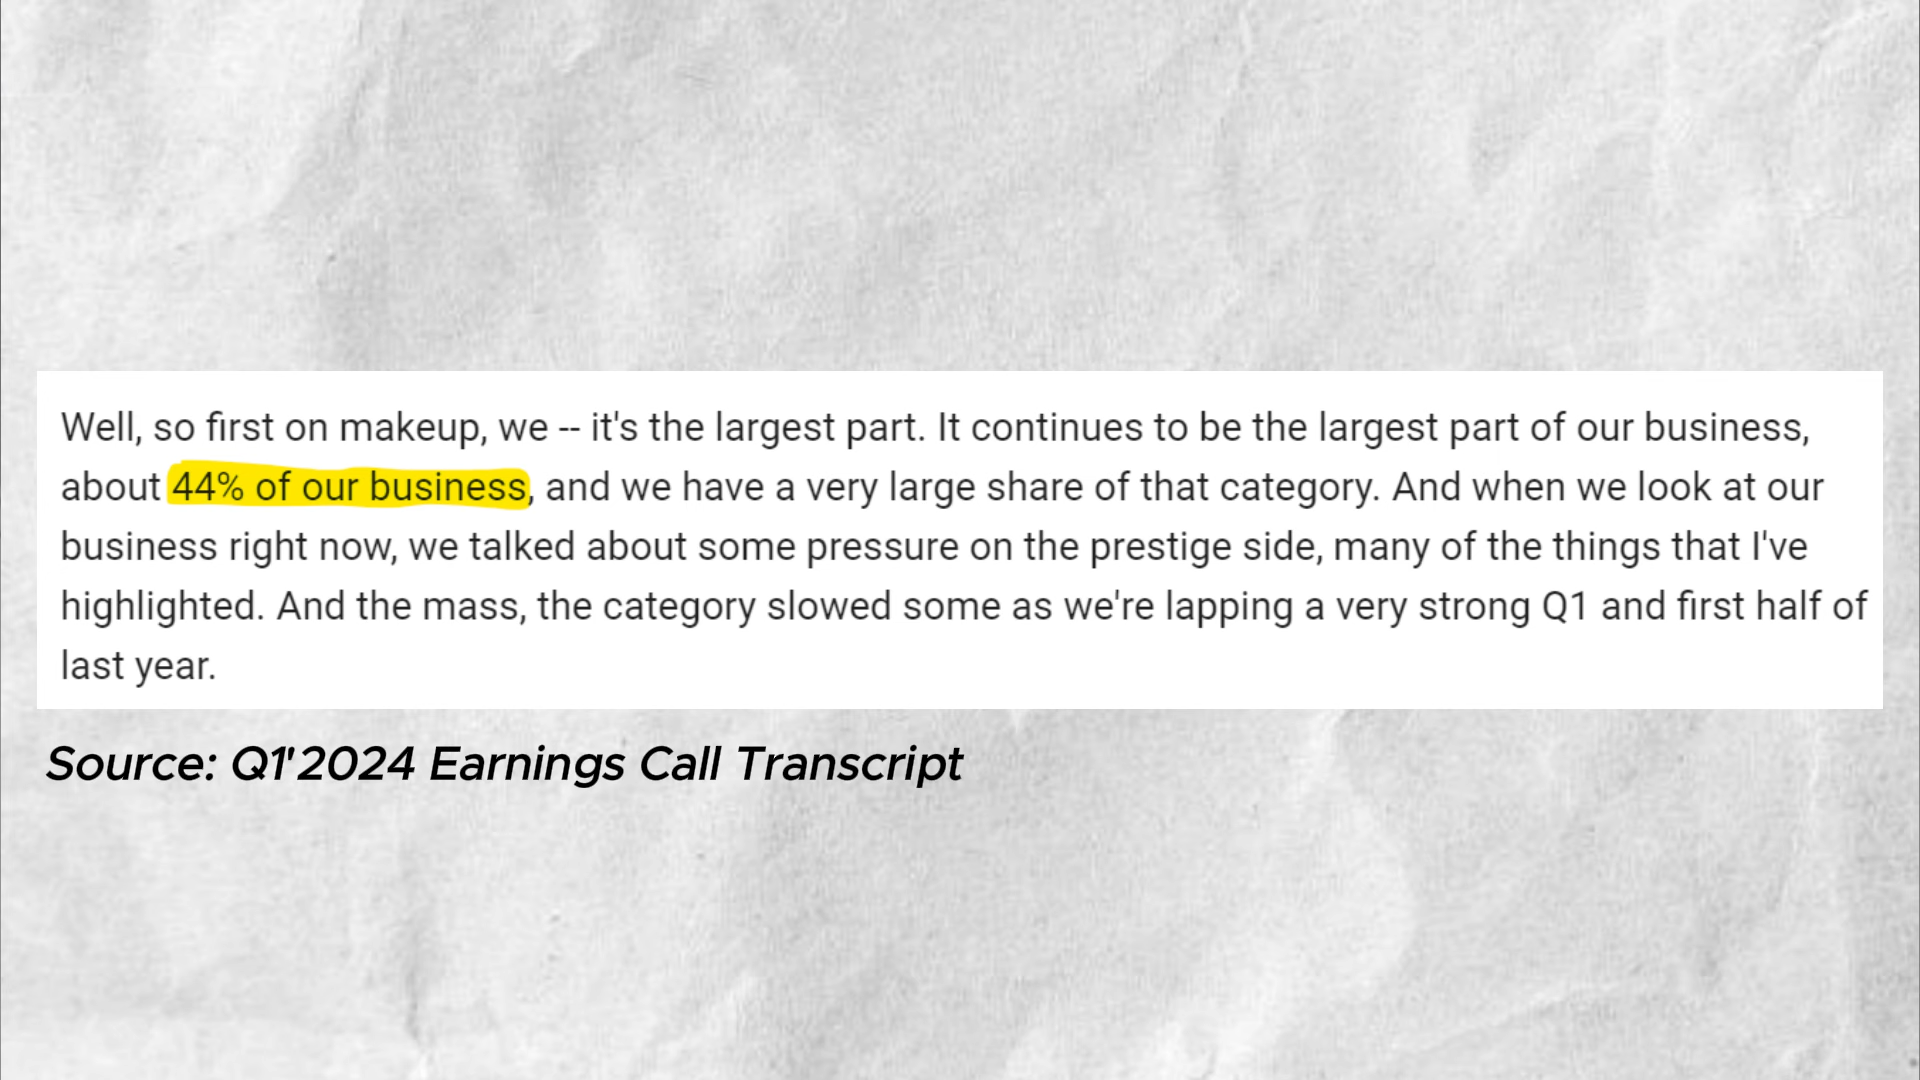 Well, so first on makeup, we -- it's the largest part. It continues to be the largest part of our business,
about 44% of our business, and we have a very large share of that category. And when we look at our
business right now, we talked about some pressure on the prestige side, many of the things that I've
highlighted. And the mass, the category slowed some as we're lapping a very strong Q1 and first half of
last year.
Source: Q1'2024 Earnings Call Transcript